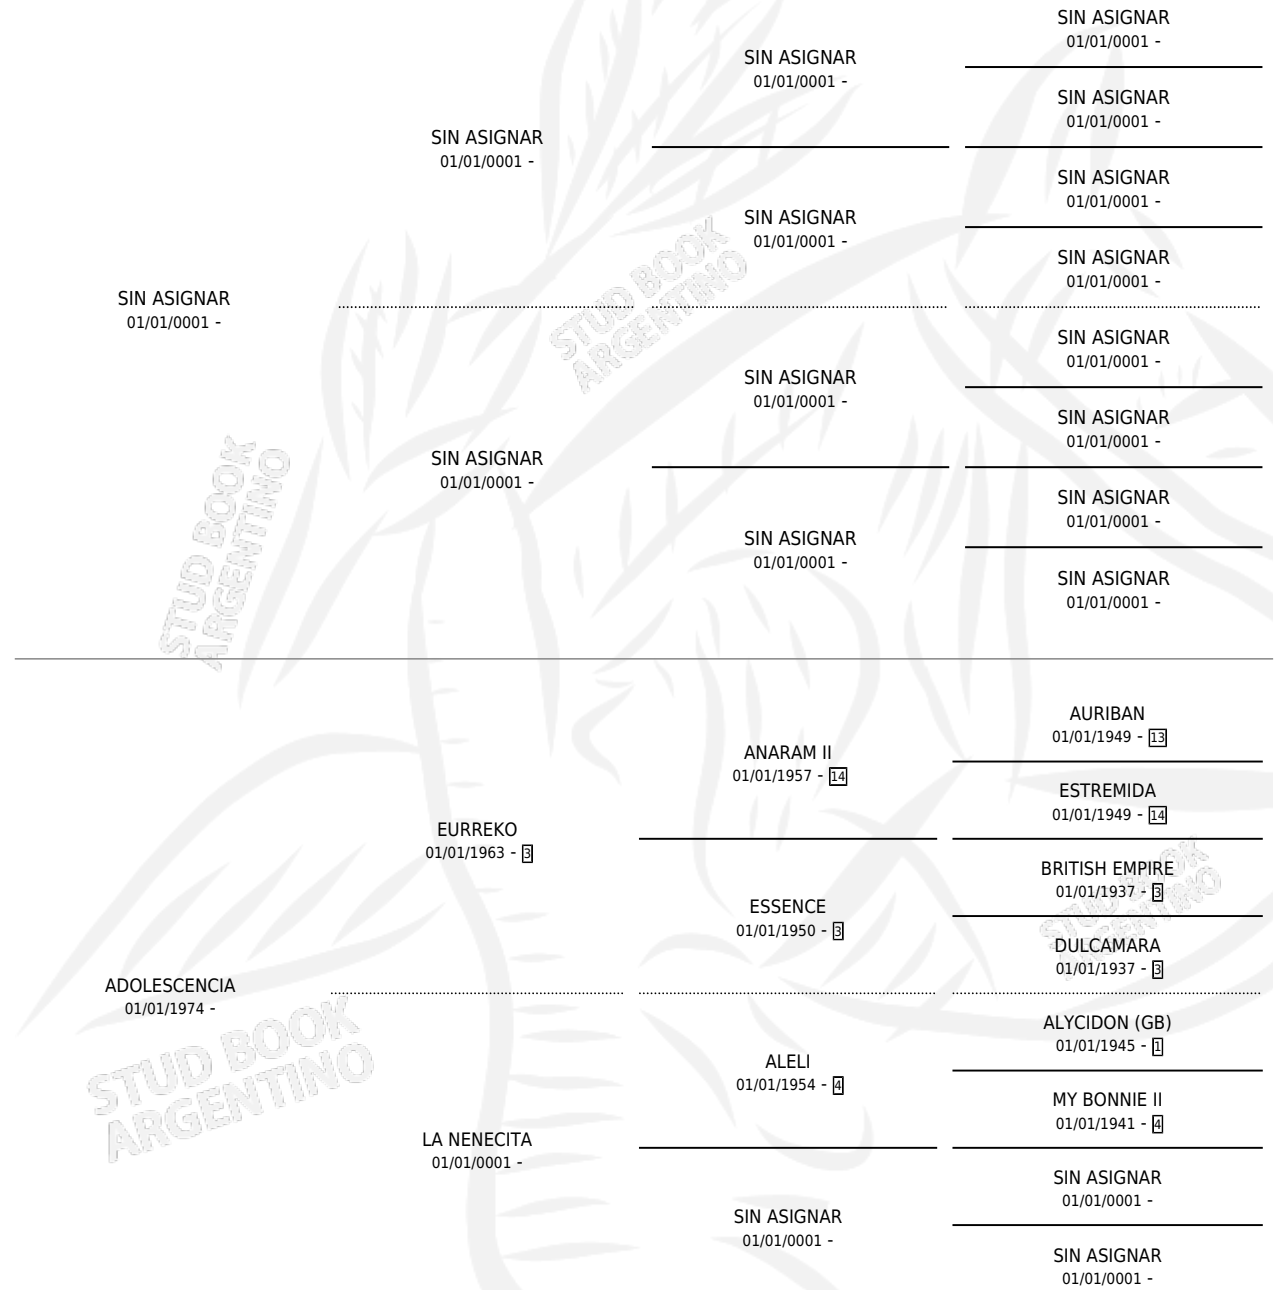 SIN ASIGNAR
01/01/0001 -
SIN ASIGNAR
01/01/0001 -
SIN ASIGNAR
01/01/0001 -
SIN ASIGNAR
01/01/0001 -
SIN ASIGNAR
01/01/0001 -
SIN ASIGNAR
01/01/0001 -
SIN ASIGNAR
01/01/0001 -
SIN ASIGNAR
01/01/0001 -
STUD BOOK
ARGENTINO
SIN ASIGNAR
01/01/0001 -
SIN ASIGNAR
01/01/0001 -
SIN ASIGNAR
01/01/0001 -
SIN ASIGNAR
01/01/0001 -
SIN ASIGNAR
01/01/0001 -
STUD BOOK
ARGENTINO
SIN ASIGNAR
01/01/0001 -
SIN ASIGNAR
01/01/0001 -
SIN ASIGNAR
01/01/0001 -
AURIBAN
01/01/1949 - 13
ANARAM II
01/01/1957 - 14
ESTREMIDA
01/01/1949 - 14
EURREKO
01/01/1963 - 3
BRITISH EMPIRE
01/01/1937 - 3
ESSENCE
01/01/1950 - 3
STUD BOOK
ARGENTINO
DULCAMARA
01/01/1937 - 3
ADOLESCENCIA
01/01/1974 -
STUD BOOK
ARGENTINO
ALYCIDON (GB)
01/01/1945 - 1
ALELI
01/01/1954 - 4
MY BONNIE II
01/01/1941 - 4
LA NENECITA
01/01/0001 -
SIN ASIGNAR
01/01/0001 -
SIN ASIGNAR
01/01/0001 -
SIN ASIGNAR
01/01/0001 -